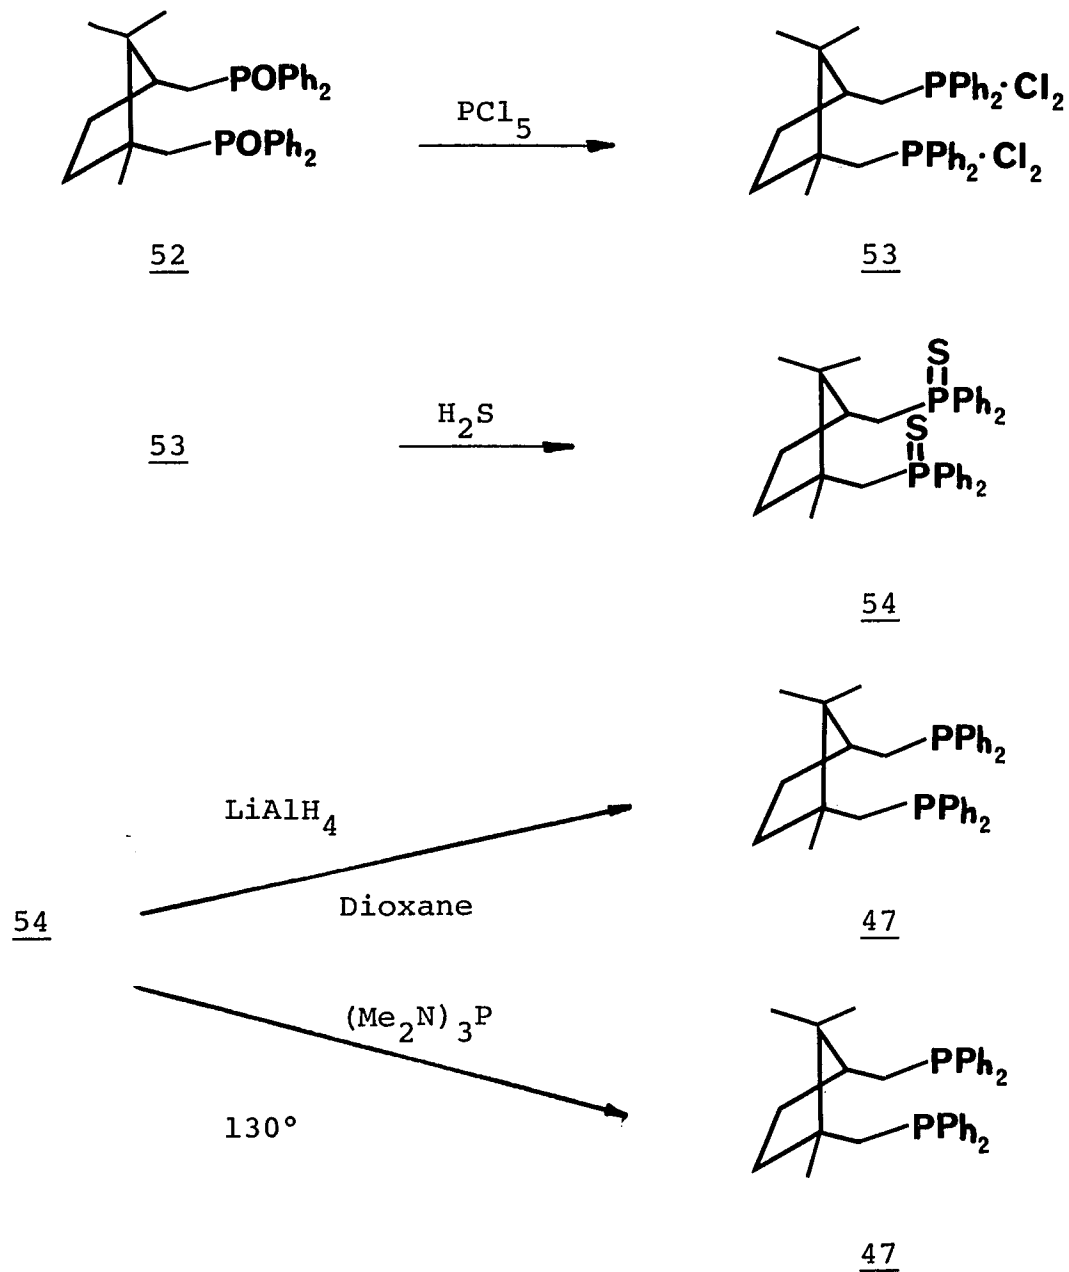 POPh₂
POPh₂
PCl₅
PPh₂·Cl₂
PPh₂·Cl₂
52
53
53
H₂S
S
PPh₂
S
PPh₂
54
LiAlH₄
Dioxane
PPh₂
PPh₂
54
47
(Me₂N)₃P
130°
PPh₂
PPh₂
47